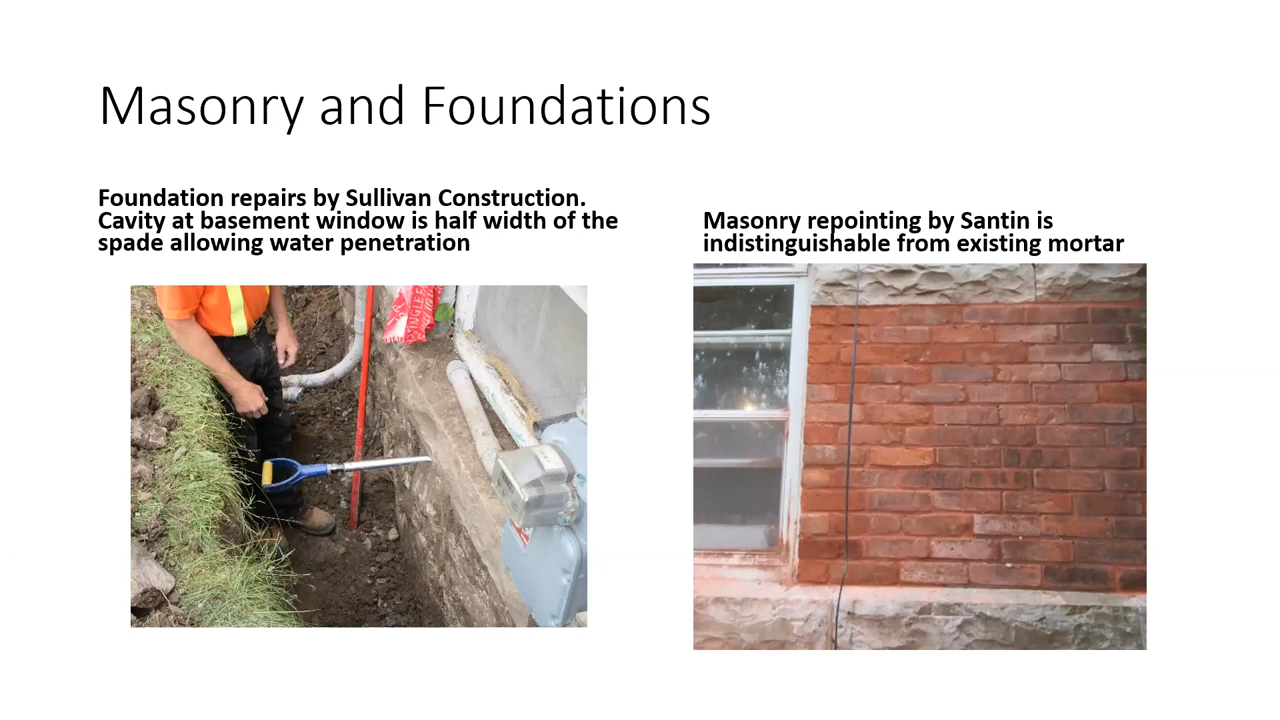 Masonry and Foundations
Foundation repairs by Sullivan Construction.
Cavity at basement window is half width of the
spade allowing water penetration
Masonry repointing by Santin is
indistinguishable from existing mortar